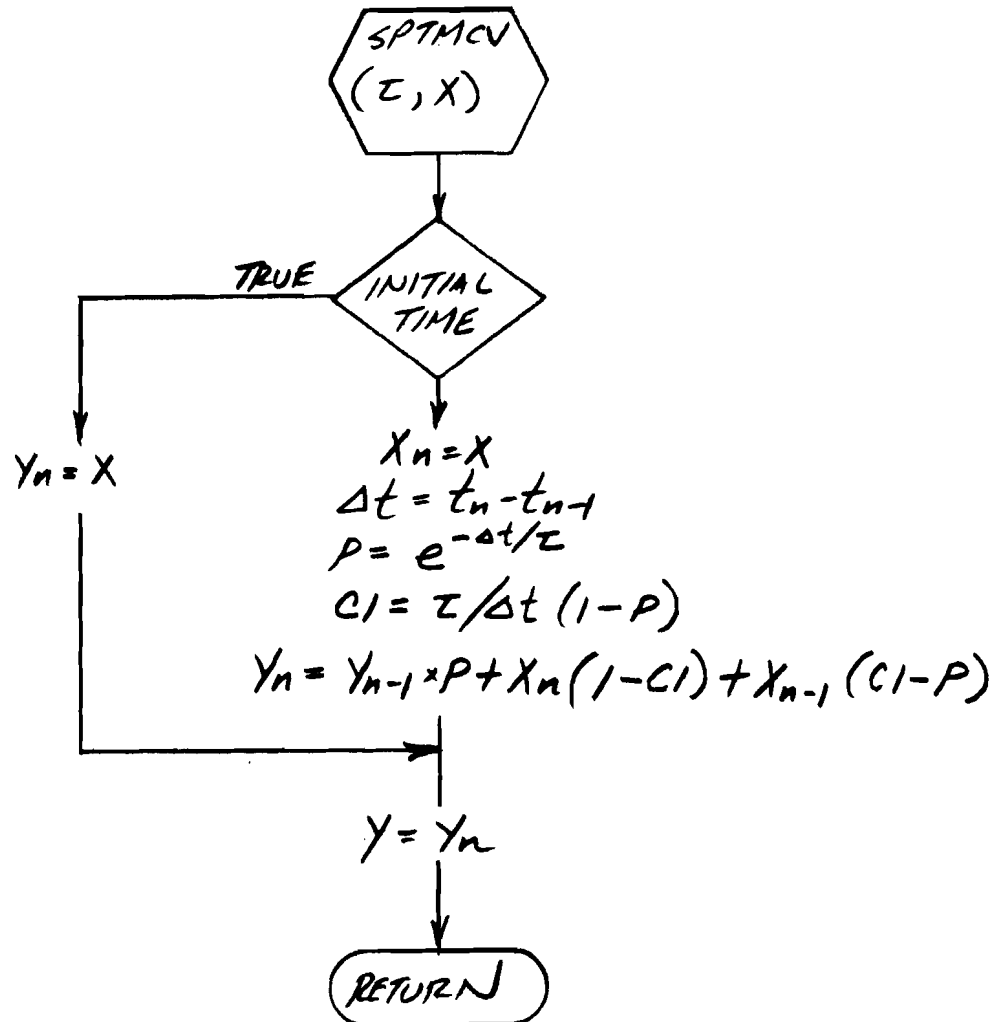 SPTMCV
(τ, X)
TRUE
INITIAL
TIME
Yn = X
Xn = X
Δt = tn - tn-1
P = e^-Δt/τ
C1 = τ/Δt (1-P)
Yn = Yn-1 × P + Xn(1-C1) + Xn-1 (C1-P)
Y = Yn
RETURN